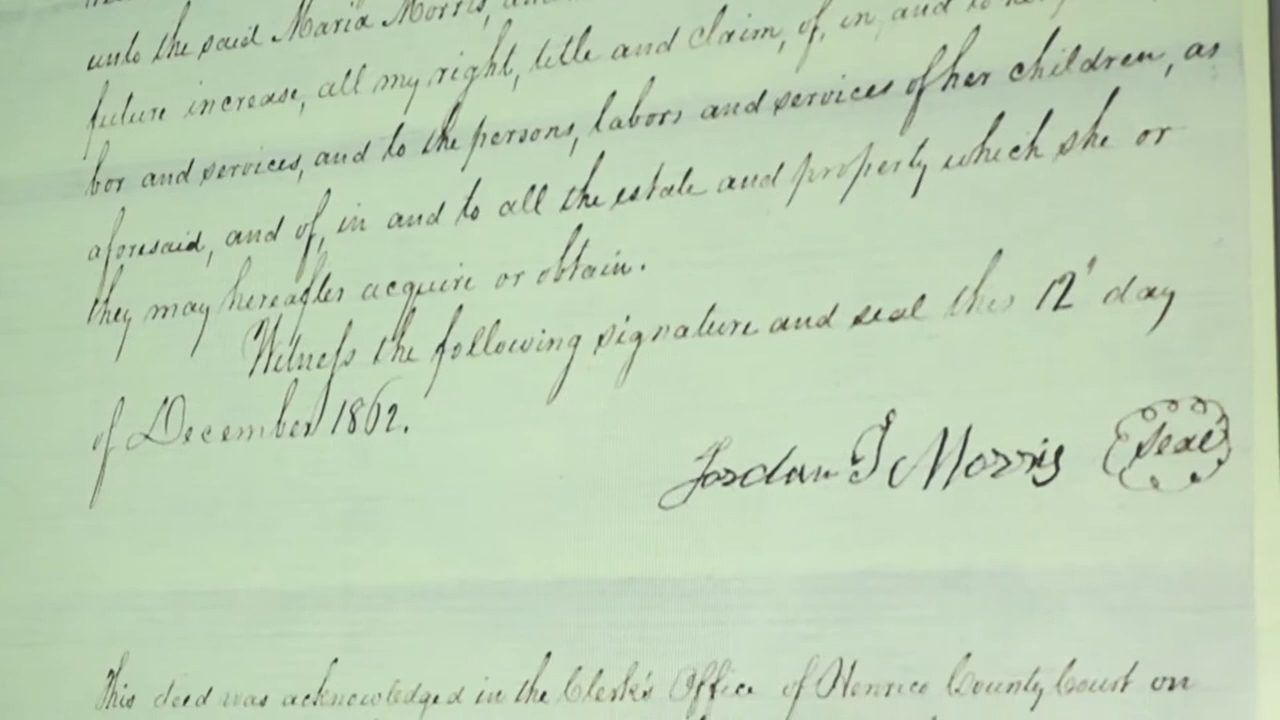 unto the said Maria Morris, and
future increase, all my right, title and claim, of, in, and to her
bor and services, and to the persons, labors and services of her children, as
aforesaid, and of, in and to all the estate and property which she or
they may hereafter acquire or obtain.
Witness the following signature and seal this 12 day
of December 1862.
Jordan J Morris Seal
This deed was acknowledged in the Clerk's Office of Henrico County Court on